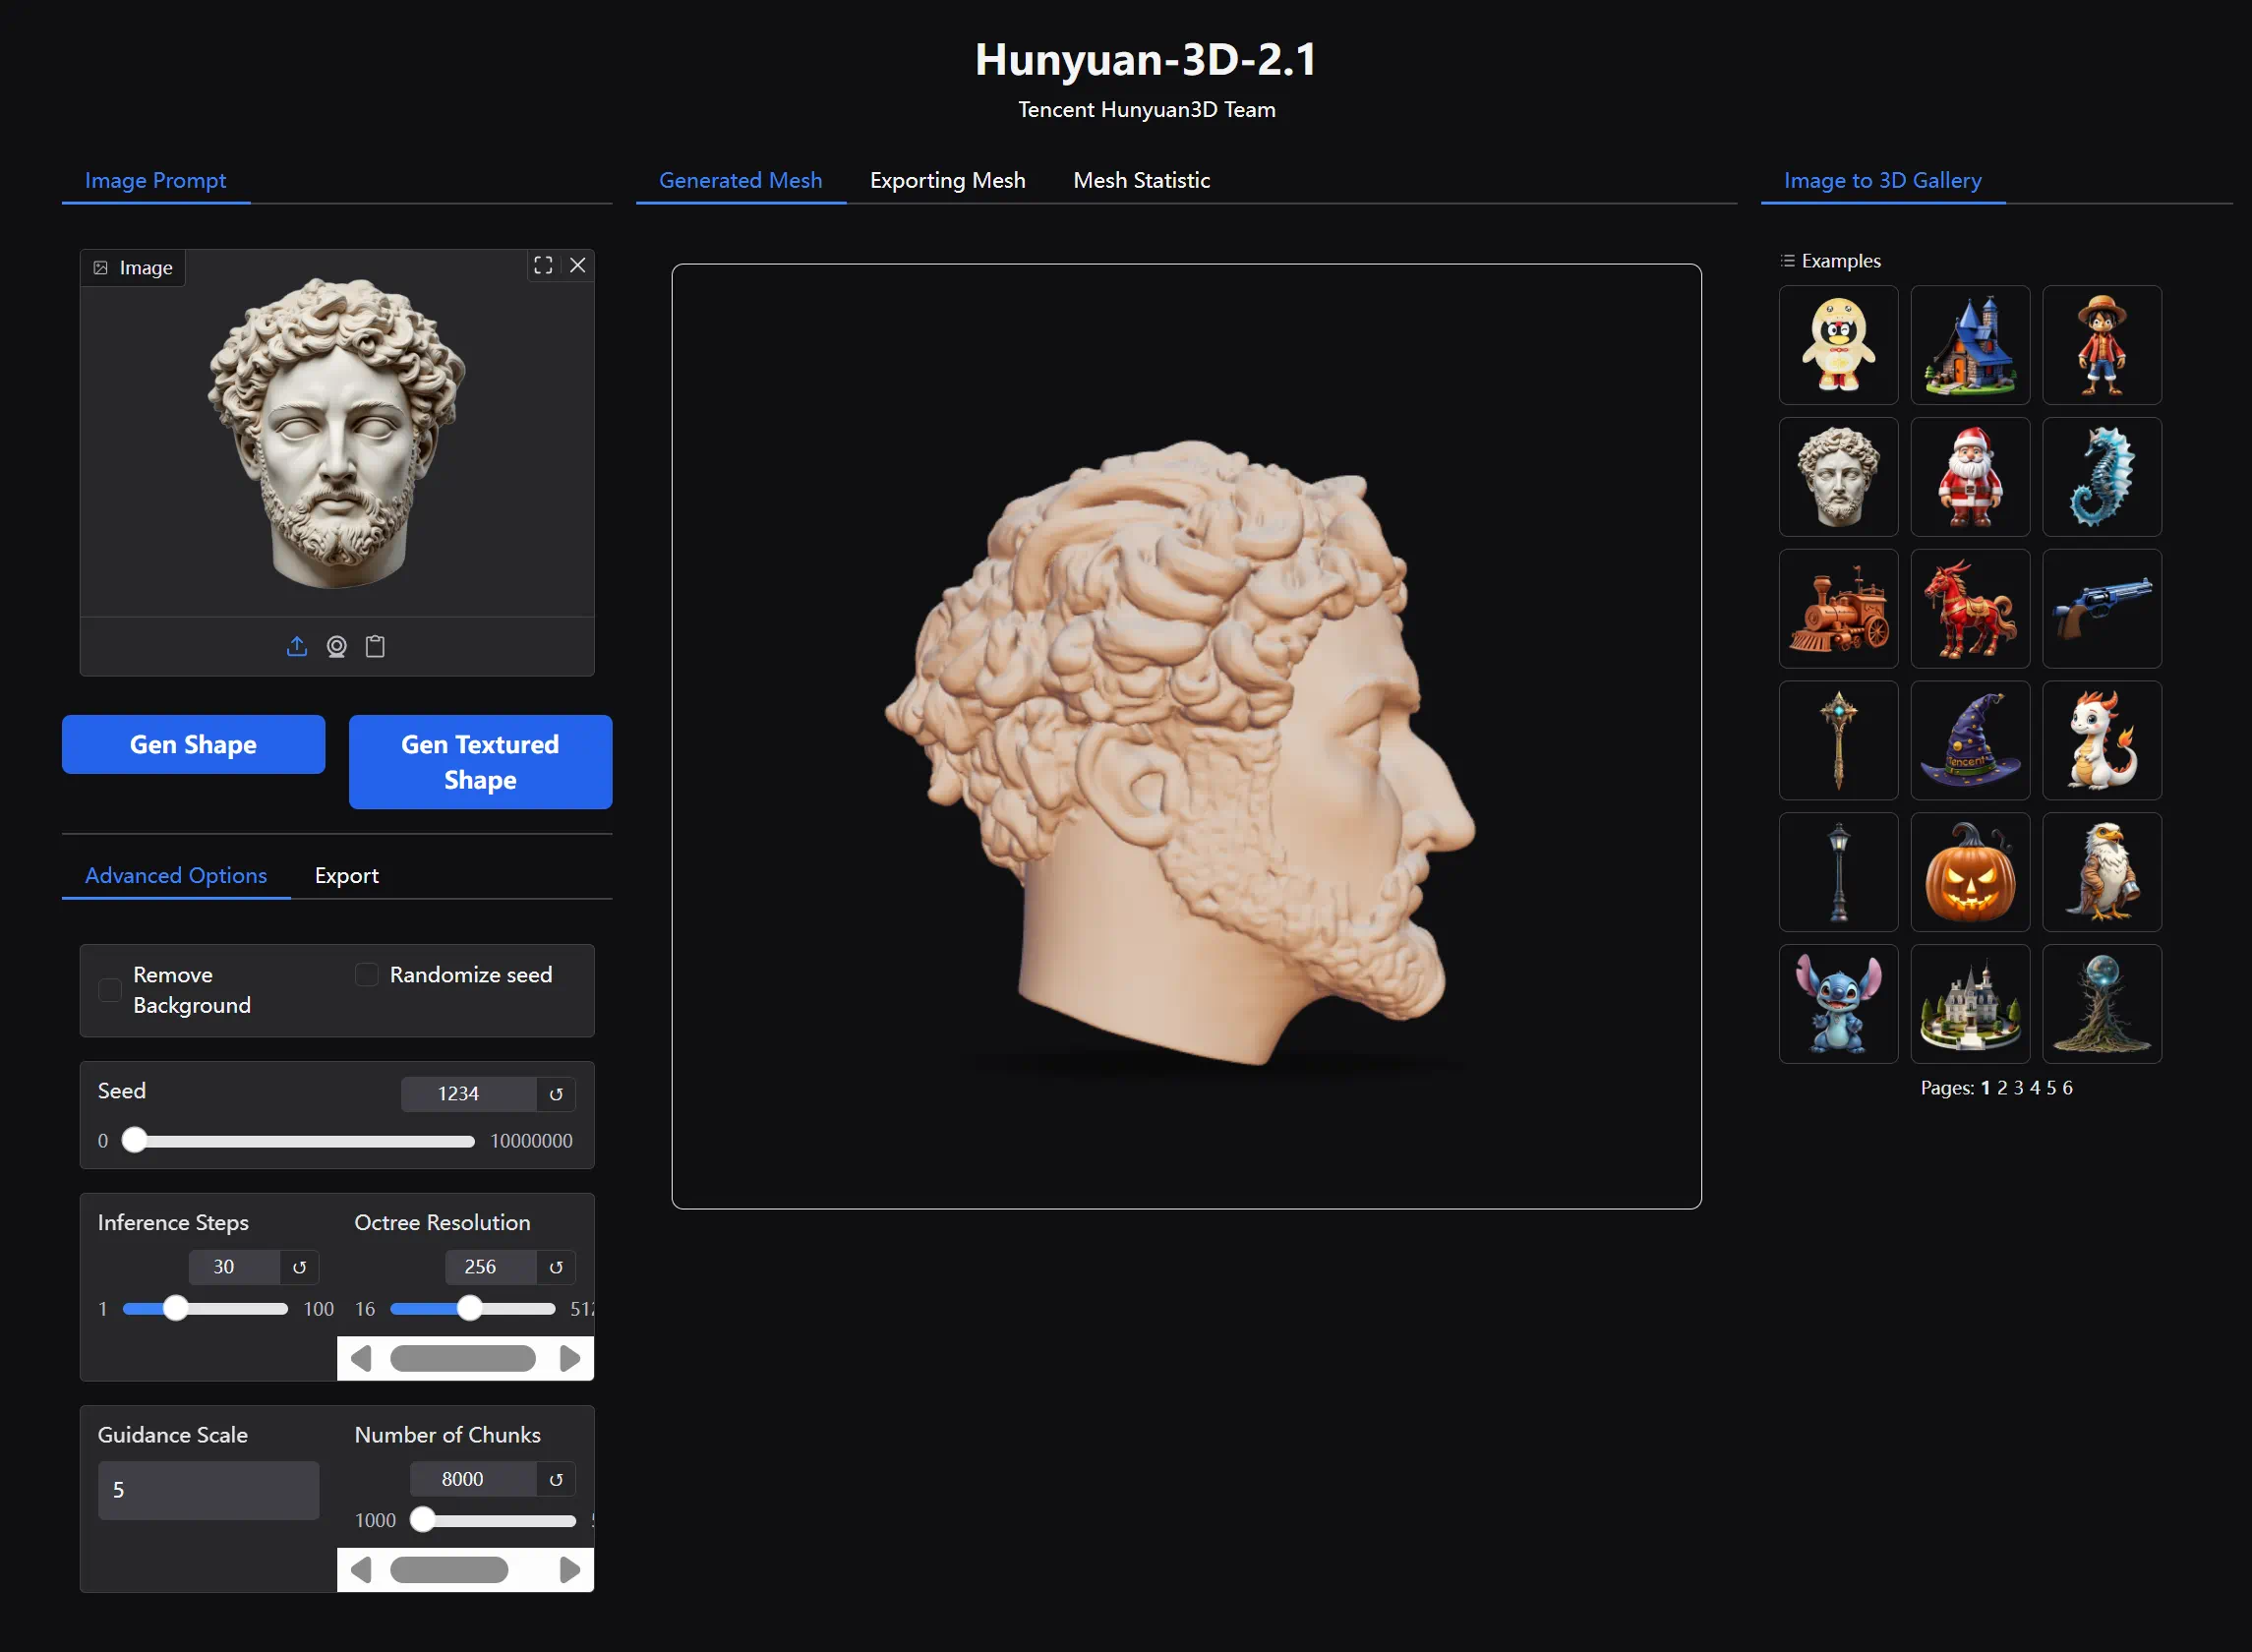 Hunyuan-3D-2.1
Tencent Hunyuan3D Team
Image Prompt
Image
Gen Shape
Gen Textured
Shape
Advanced Options
Export
Remove
Background
Randomize seed
Seed
1234
0
10000000
Inference Steps
30
1
100
Octree Resolution
256
16
512
Guidance Scale
5
Number of Chunks
8000
1000
Generated Mesh
Exporting Mesh
Mesh Statistic
Image to 3D Gallery
Examples
Tencent
Pages: 1 2 3 4 5 6